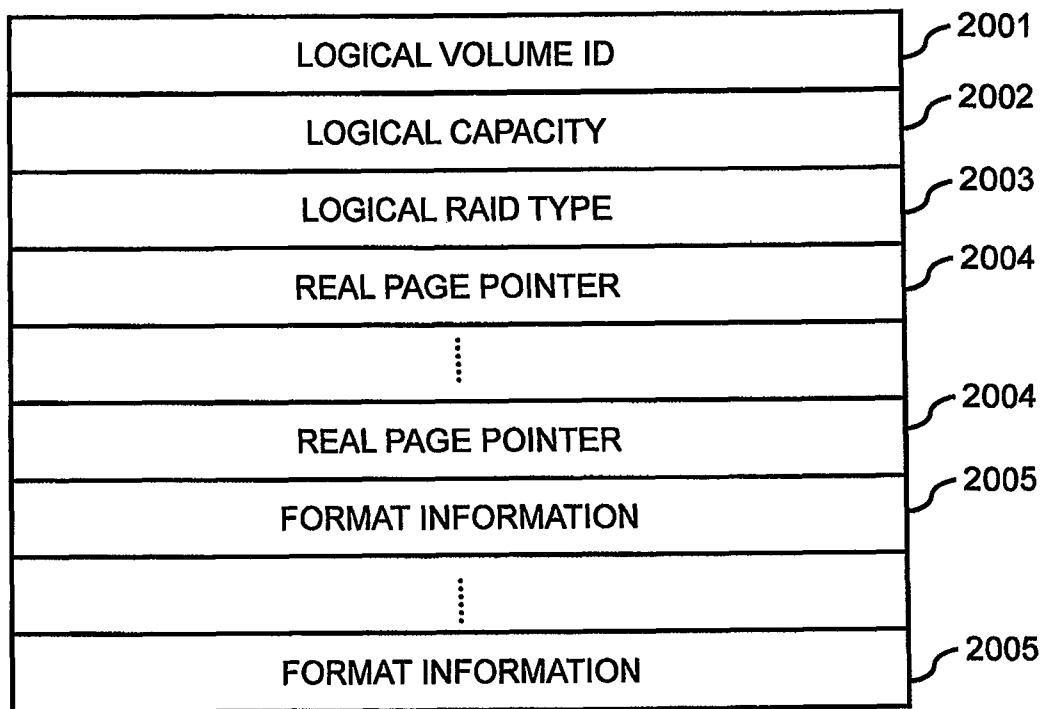 2001
LOGICAL VOLUME ID
2002
LOGICAL CAPACITY
2003
LOGICAL RAID TYPE
2004
REAL PAGE POINTER
2004
REAL PAGE POINTER
2005
FORMAT INFORMATION
2005
FORMAT INFORMATION